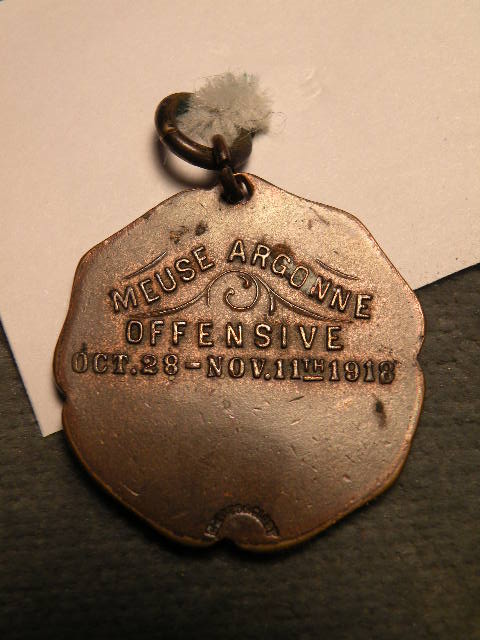 MEUSE ARGONNE
OFFENSIVE
OCT. 28 - NOV. 11TH 1918